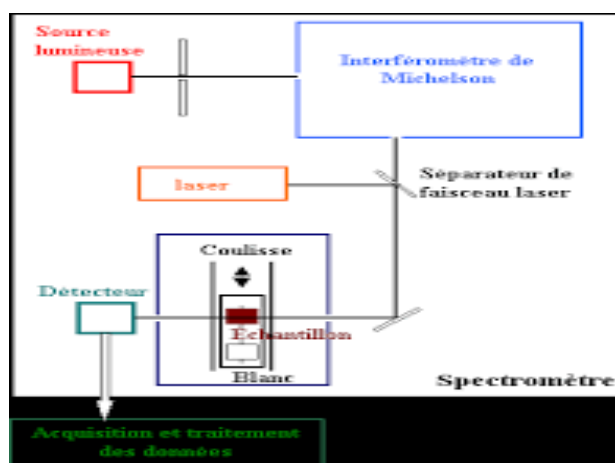 Source
lumineuse
Interféromètre de
Michelson
laser
Séparateur de
faisceau laser
Coulisse
Détecteur
Echantillon
Blanc
Spectromètre
Acquisition et traitement
des données